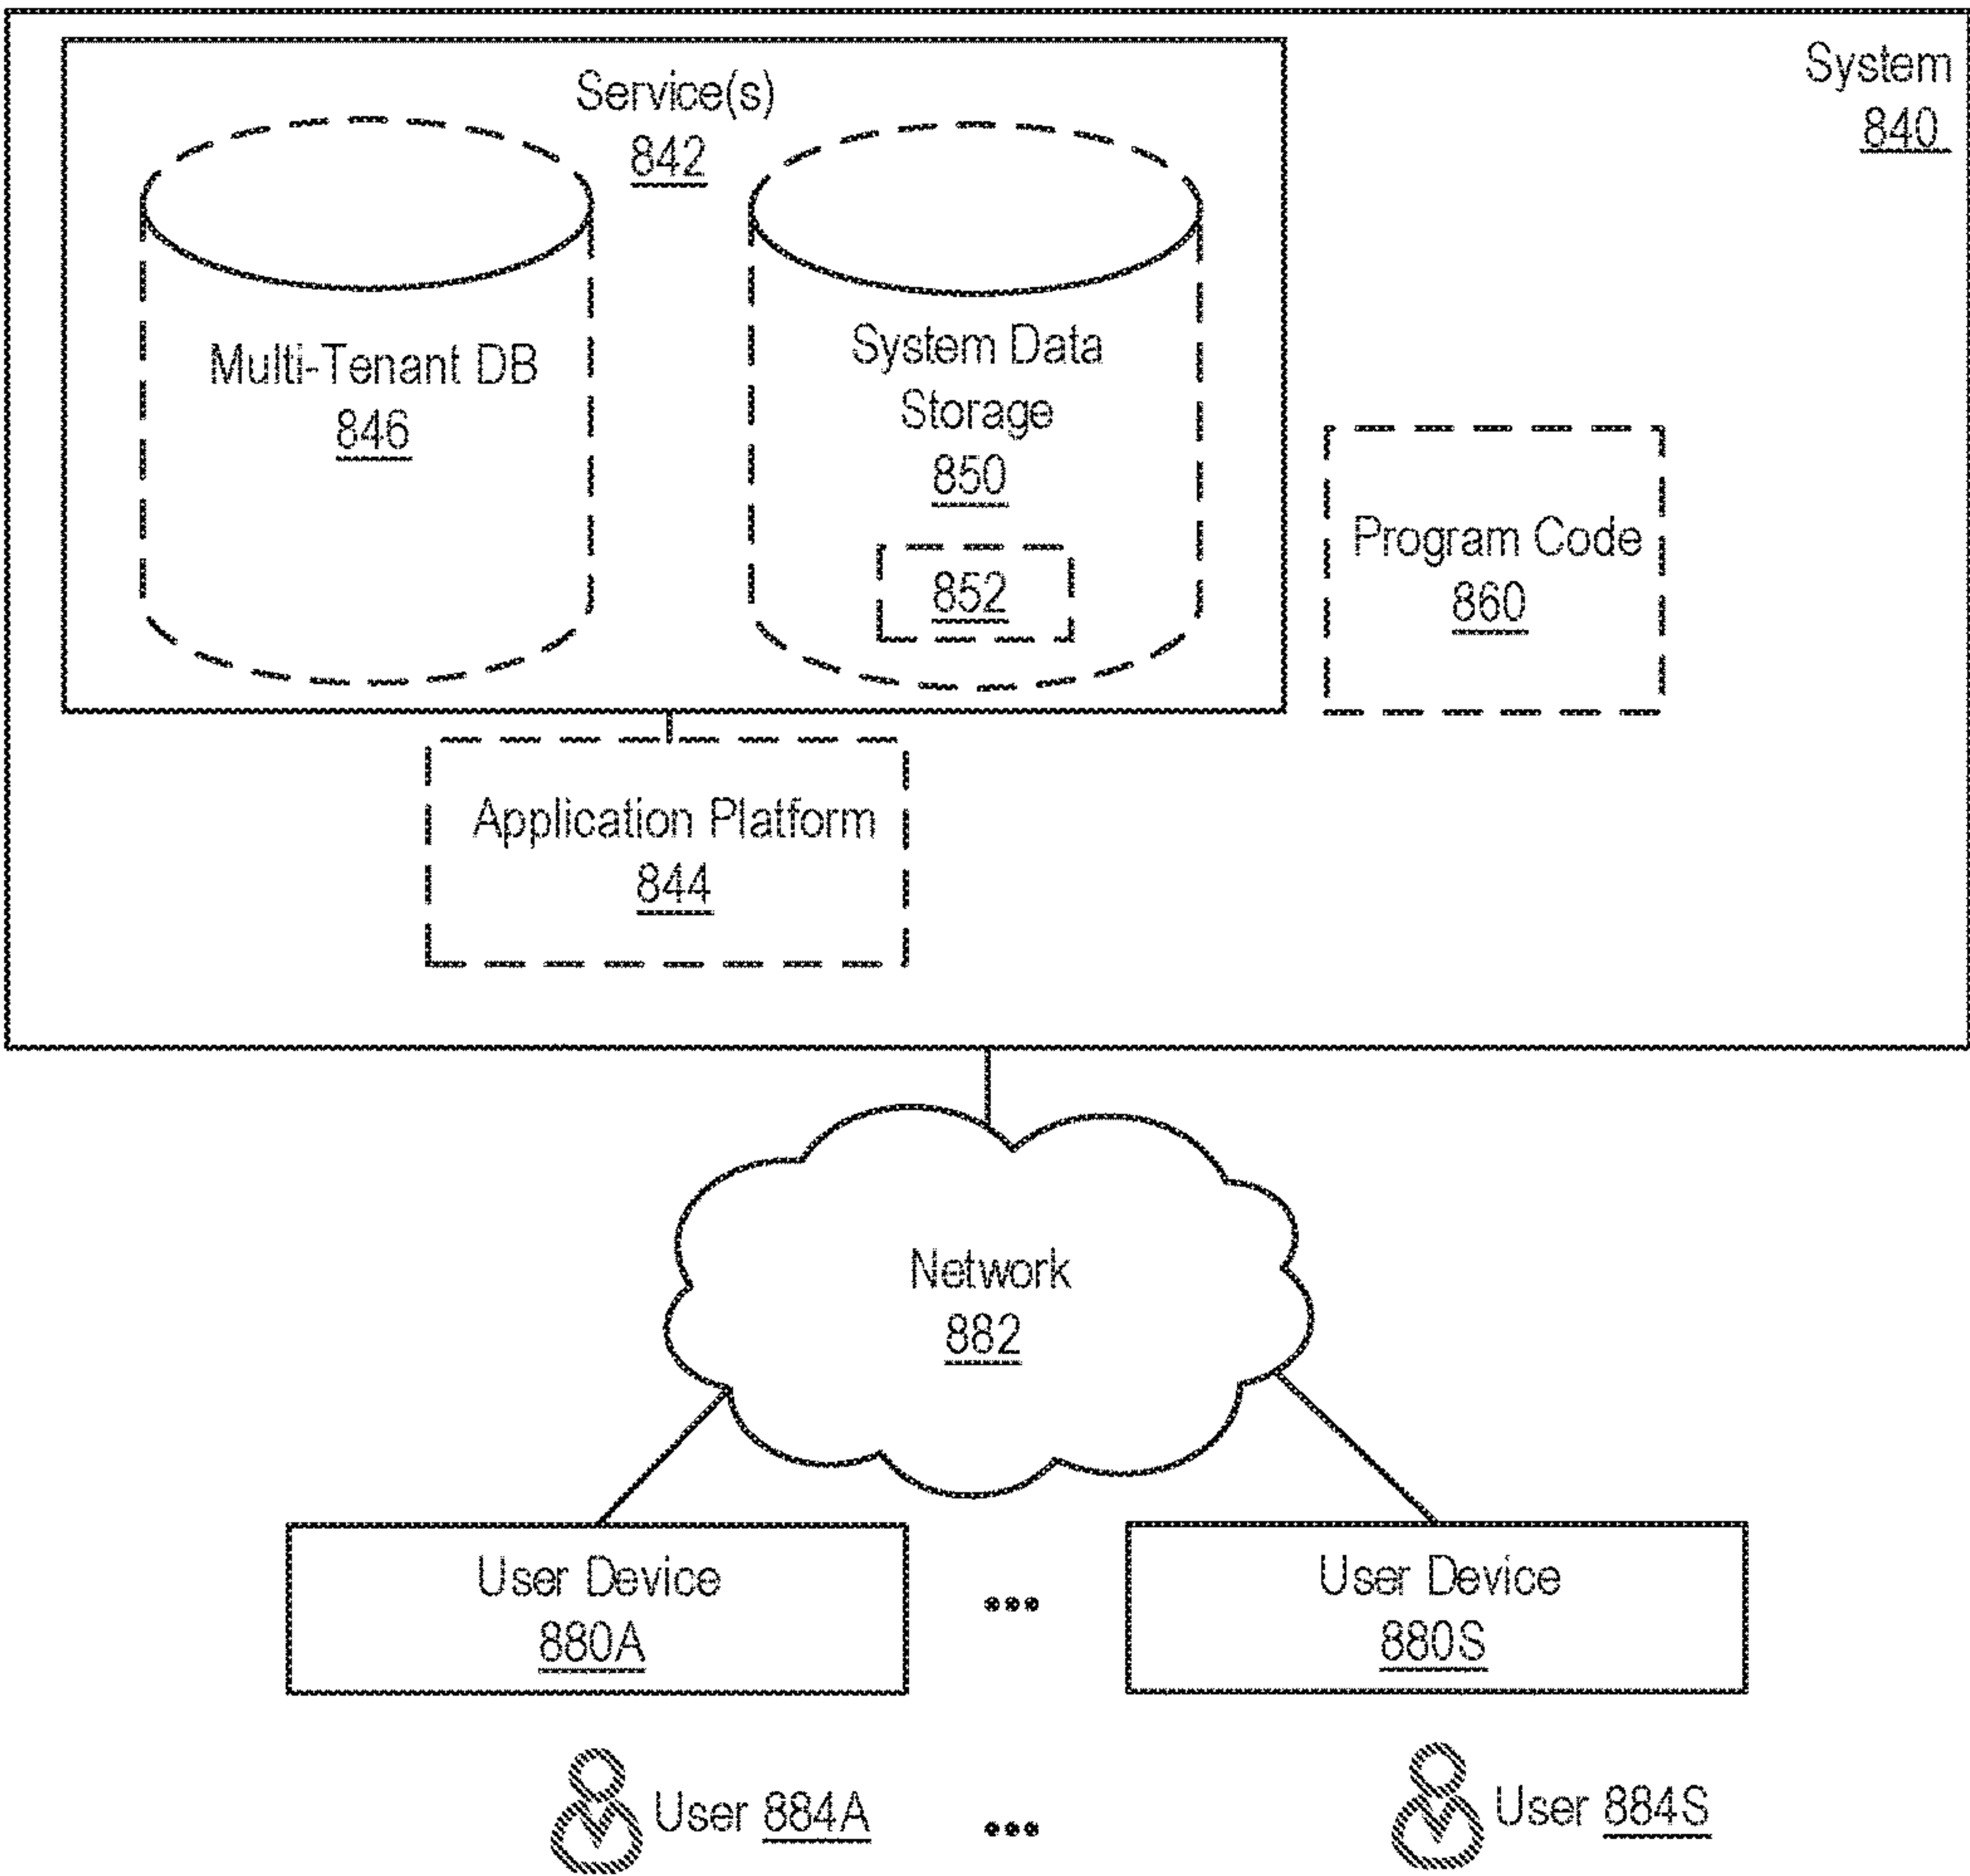 System
840
Service(s)
842
Multi-Tenant DB
846
System Data
Storage
850
852
Program Code
860
Application Platform
844
Network
882
User Device
880A
...
User Device
880S
User 884A
...
User 884S